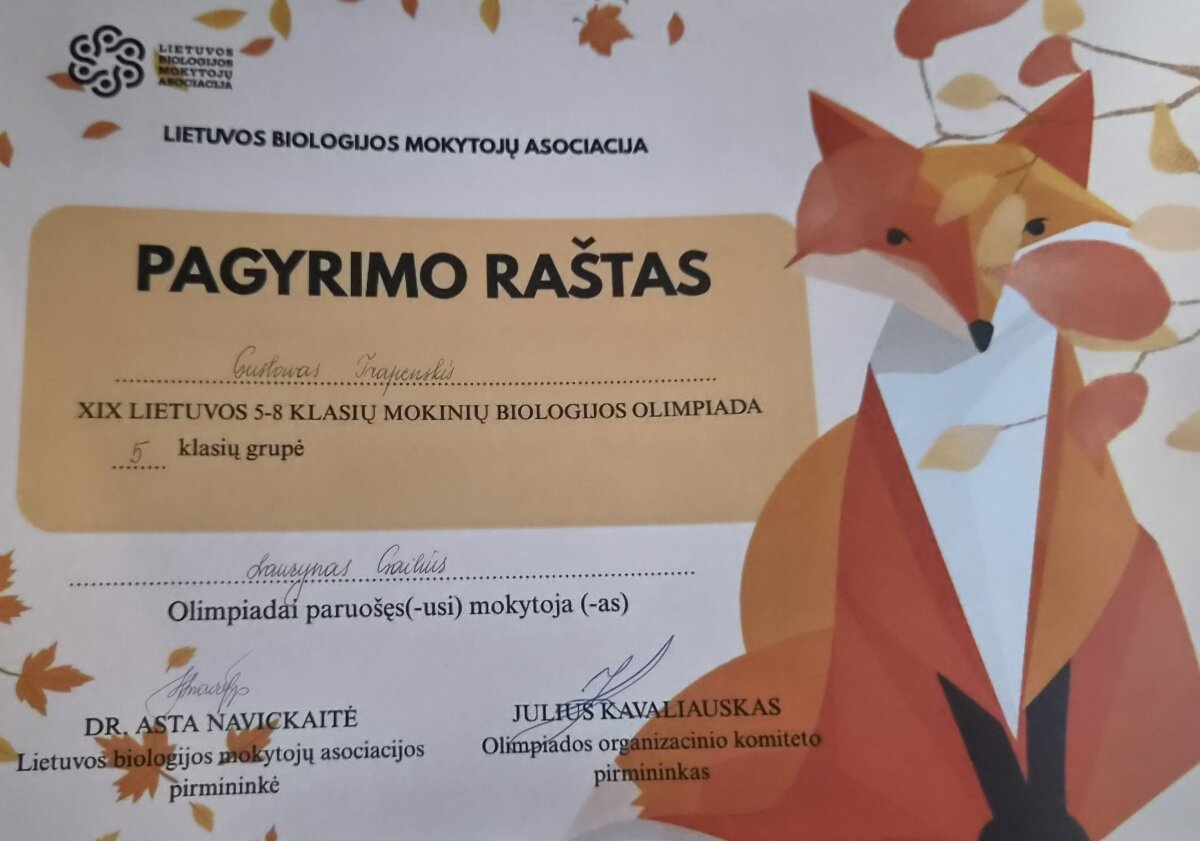 LIETUVOS
BIOLOGIJOS
MOKYTOJŲ
ASOCIACIJA
LIETUVOS BIOLOGIJOS MOKYTOJŲ ASOCIACIJA
PAGYRIMO RAŠTAS
Gustowas Trapenskis
XIX LIETUVOS 5-8 KLASIŲ MOKINIŲ BIOLOGIJOS OLIMPIADA
5 klasių grupė
Laurynas Gailius
Olimpiadai paruošęs(-usi) mokytoja (-as)
DR. ASTA NAVICKAITĖ
Lietuvos biologijos mokytojų asociacijos
pirmininkė
JULIUS KAVALIAUSKAS
Olimpiados organizacinio komiteto
pirmininkas